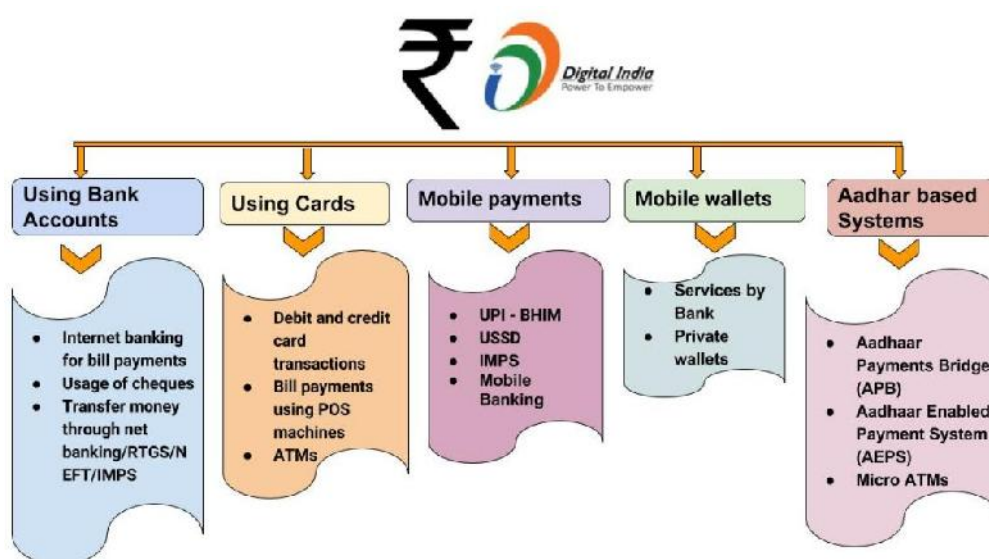 ₹
Digital India
Power To Empower
Using Bank
Accounts
Using Cards
Mobile payments
Mobile wallets
Aadhar based
Systems
● Internet banking
for bill payments
● Usage of cheques
● Transfer money
through net
banking/RTGS/N
EFT/IMPS
● Debit and credit
card
transactions
● Bill payments
using POS
machines
● ATMs
● UPI - BHIM
● USSD
● IMPS
● Mobile
Banking
● Services by
Bank
● Private
wallets
● Aadhaar
Payments Bridge
(APB)
● Aadhaar Enabled
Payment System
(AEPS)
● Micro ATMs